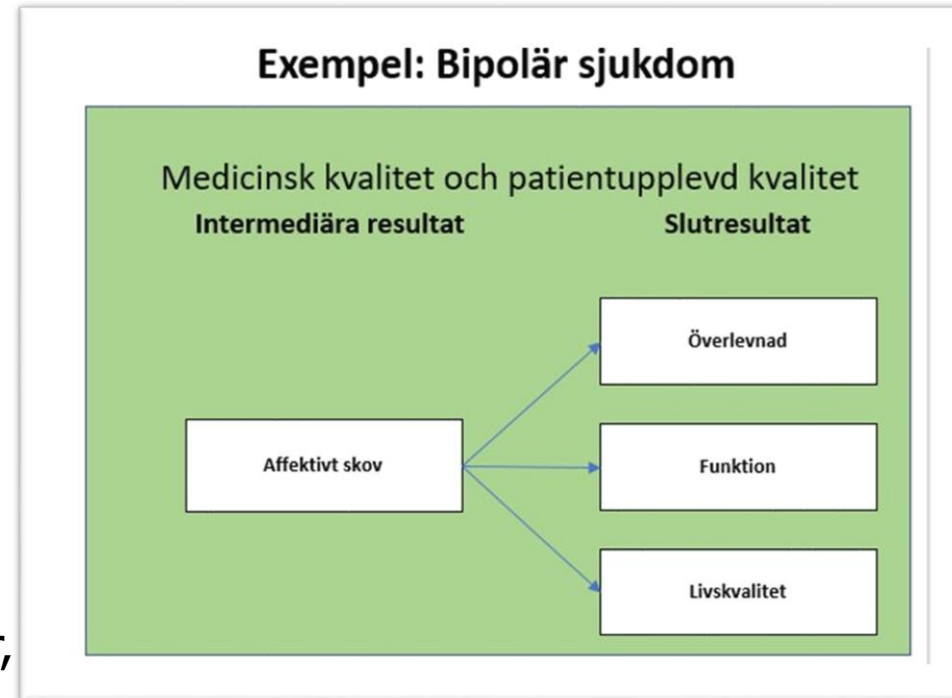 Exempel: Bipolär sjukdom
Medicinsk kvalitet och patientupplevd kvalitet
Intermediära resultat
Slutresultat
Överlevnad
Affektivt skov
Funktion
Livskvalitet